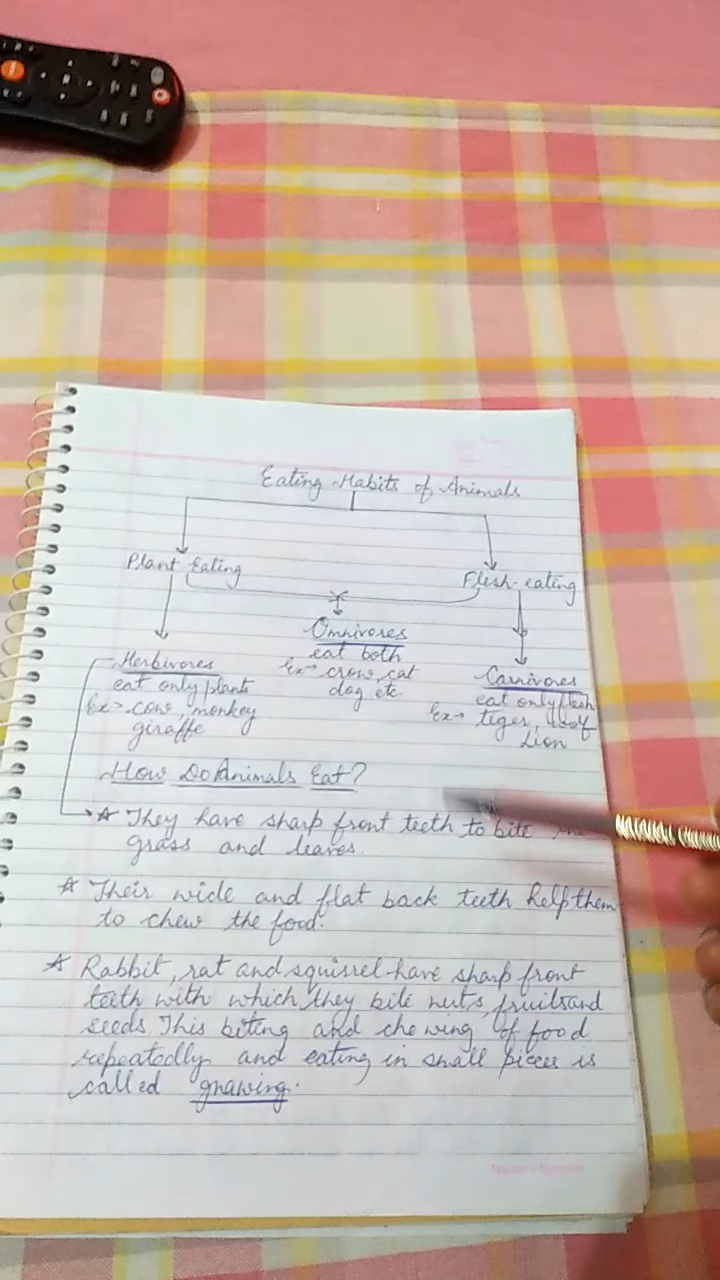 Eating Habits of Animals
Plant Eating
Flesh-eating
Omnivores
eat both
Ex→ crow, cat
dog etc
Herbivores
eat only plants
Ex> cow, monkey
giraffe
Carnivores
eat only flesh
Ex→ tiger, wolf
Lion
How Do Animals Eat?
They have sharp front teeth to bite
grass and leaves.
Their wide and flat back teeth help them
to chew the food.
Rabbit, rat and squirrel have sharp front
teeth with which they bite nuts, fruits and
seeds. This biting and chewing of food
repeatedly and eating in small pieces is
called gnawing.
Teacher's Signature